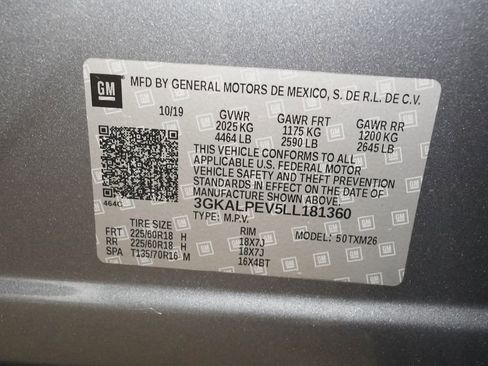 GM
MFD BY GENERAL MOTORS DE MEXICO, S. DE R.L. DE C.V.
10/19 GVWR GAWR FRT GAWR RR
2025 KG 1175 KG 1200 KG
4464 LB 2590 LB 2645 LB
THIS VEHICLE CONFORMS TO ALL
APPLICABLE U.S. FEDERAL MOTOR
VEHICLE SAFETY AND THEFT PREVENTION
STANDARDS IN EFFECT ON THE DATE OF
MANUFACTURE SHOWN ABOVE.
3GKALPEV5LL181360
464C TYPE: M.P.V.
TIRE SIZE RIM MODEL: 50TXM26
FRT 225/60R18 H 18X7J
RR 225/60R18 H 18X7J
SPA T135/70R16 M 16X4BT